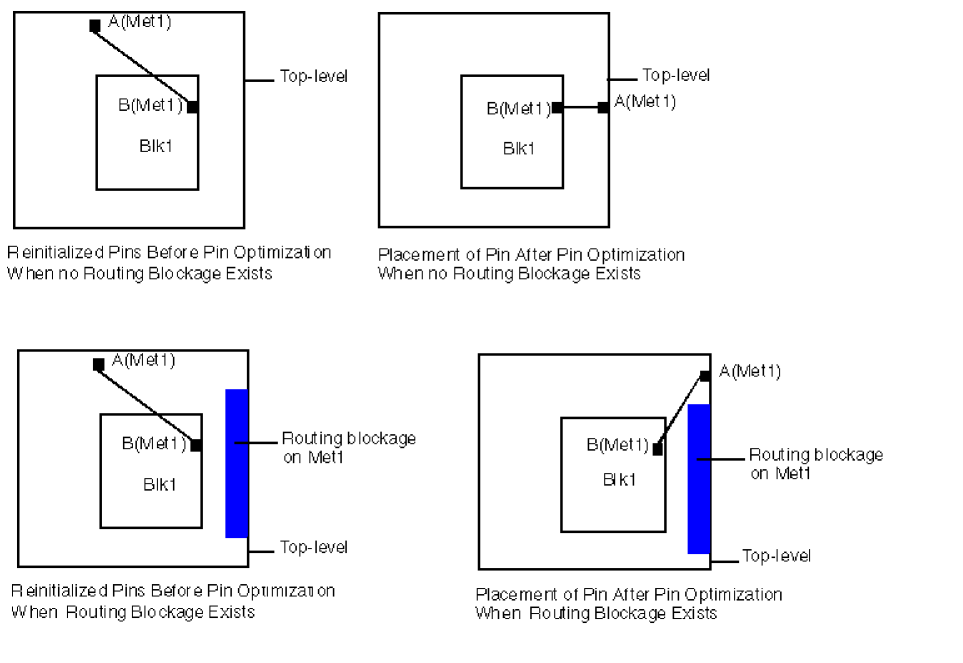 A(Met1)
Top-level
B(Met1)
Blk1
Reinitialized Pins Before Pin Optimization
When no Routing Blockage Exists
Top-level
A(Met1)
B(Met1)
Blk1
Placement of Pin After Pin Optimization
When no Routing Blockage Exists
A(Met1)
B(Met1)
Blk1
Routing blockage
on Met1
Top-level
Reinitialized Pins Before Pin Optimization
When Routing Blockage Exists
A(Met1)
B(Met1)
Blk1
Routing blockage
on Met1
Top-level
Placement of Pin After Pin Optimization
When Routing Blockage Exists